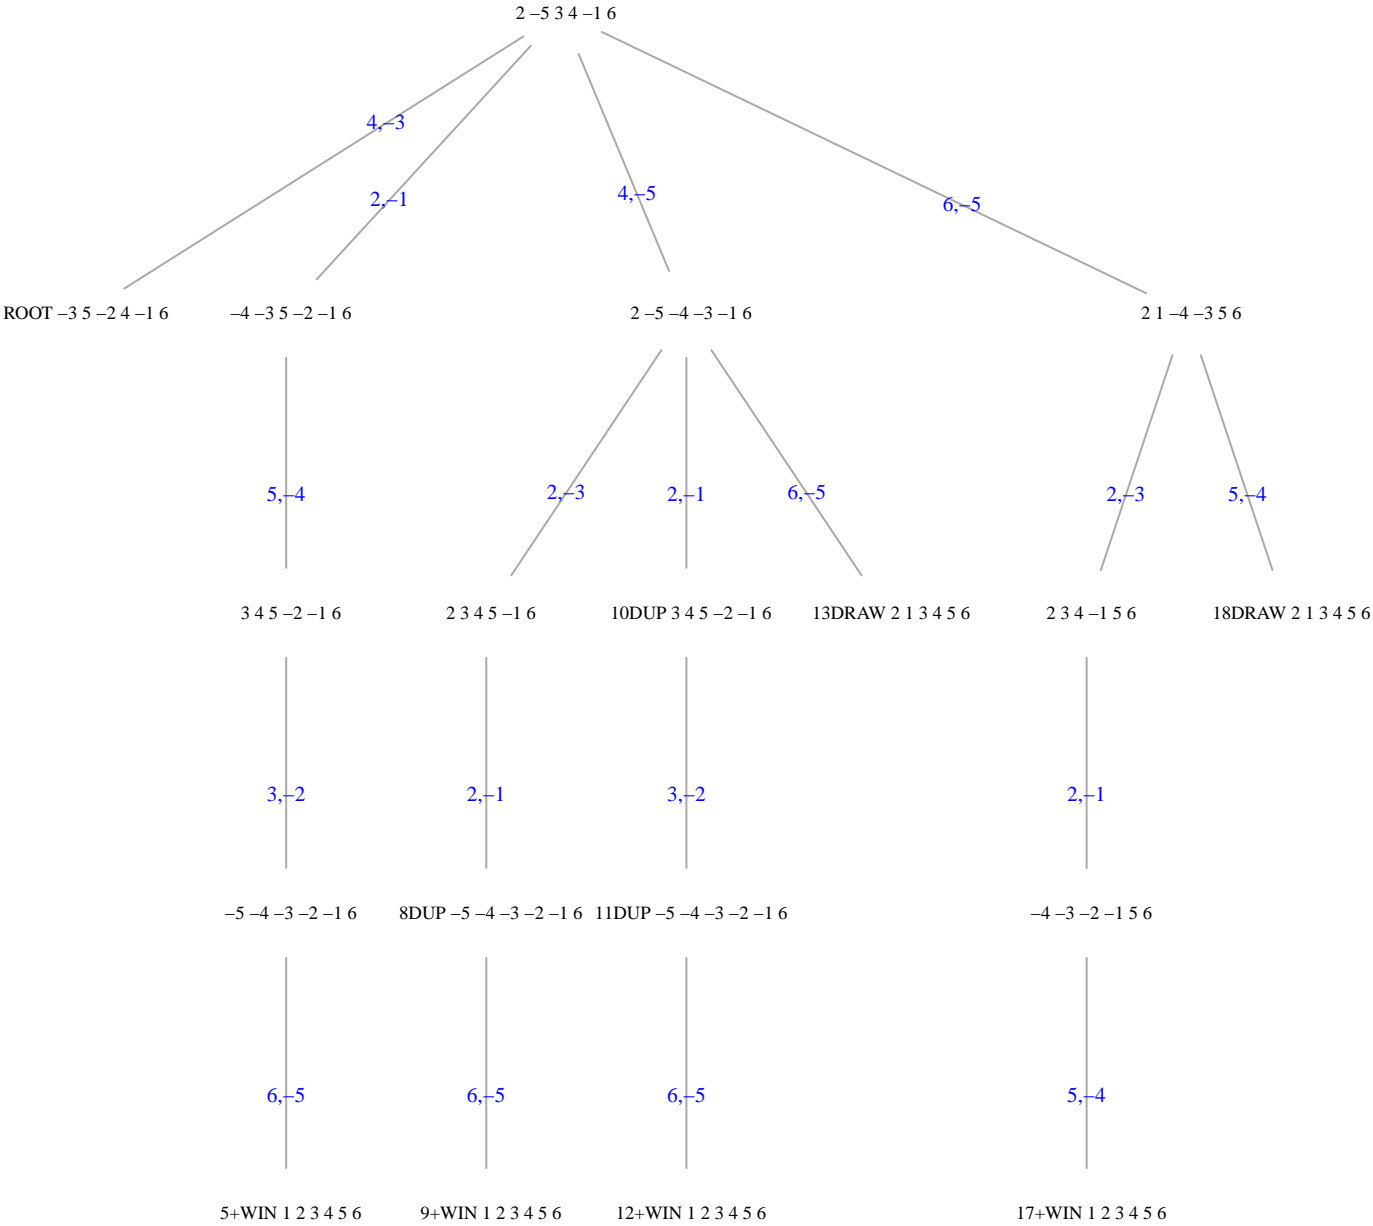 2 –5 3 4 –1 6
4,–3
2,–1
4,–5
6,–5
ROOT –3 5 –2 4 –1 6
–4 –3 5 –2 –1 6
2 –5 –4 –3 –1 6
2 1 –4 –3 5 6
5,–4
2,–3
2,–1
6,–5
2,–3
5,–4
3 4 5 –2 –1 6
2 3 4 5 –1 6
10DUP 3 4 5 –2 –1 6
13DRAW 2 1 3 4 5 6
2 3 4 –1 5 6
18DRAW 2 1 3 4 5 6
3,–2
2,–1
3,–2
2,–1
–5 –4 –3 –2 –1 6
8DUP –5 –4 –3 –2 –1 6
11DUP –5 –4 –3 –2 –1 6
–4 –3 –2 –1 5 6
6,–5
6,–5
6,–5
5,–4
5+WIN 1 2 3 4 5 6
9+WIN 1 2 3 4 5 6
12+WIN 1 2 3 4 5 6
17+WIN 1 2 3 4 5 6